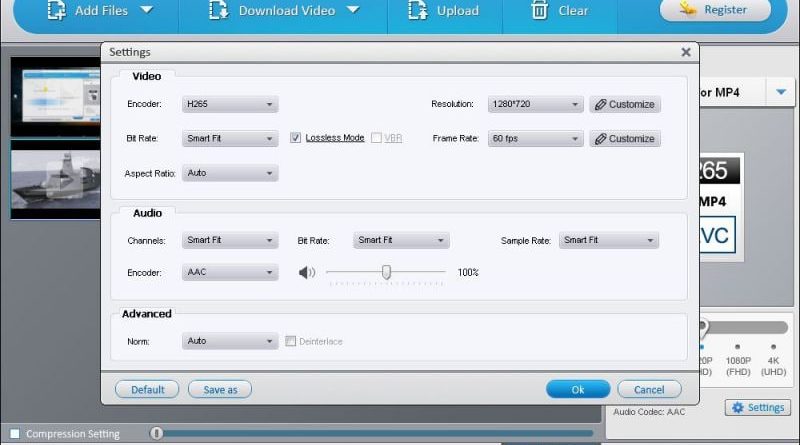 Add Files Download Video Upload Clear Register
Settings
Video
Encoder: H265 Resolution: 1280*720 Customize
Bit Rate: Smart Fit Lossless Mode VBR Frame Rate: 60 fps Customize
Aspect Ratio: Auto
Audio
Channels: Smart Fit Bit Rate: Smart Fit Sample Rate: Smart Fit
Encoder: AAC 100%
Advanced
Norm: Auto Deinterlace
Default Save as Ok Cancel
or MP4
65
MP4
VC
1080P 4K
(FHD) (UHD)
Audio Codec: AAC
Settings
Compression Setting